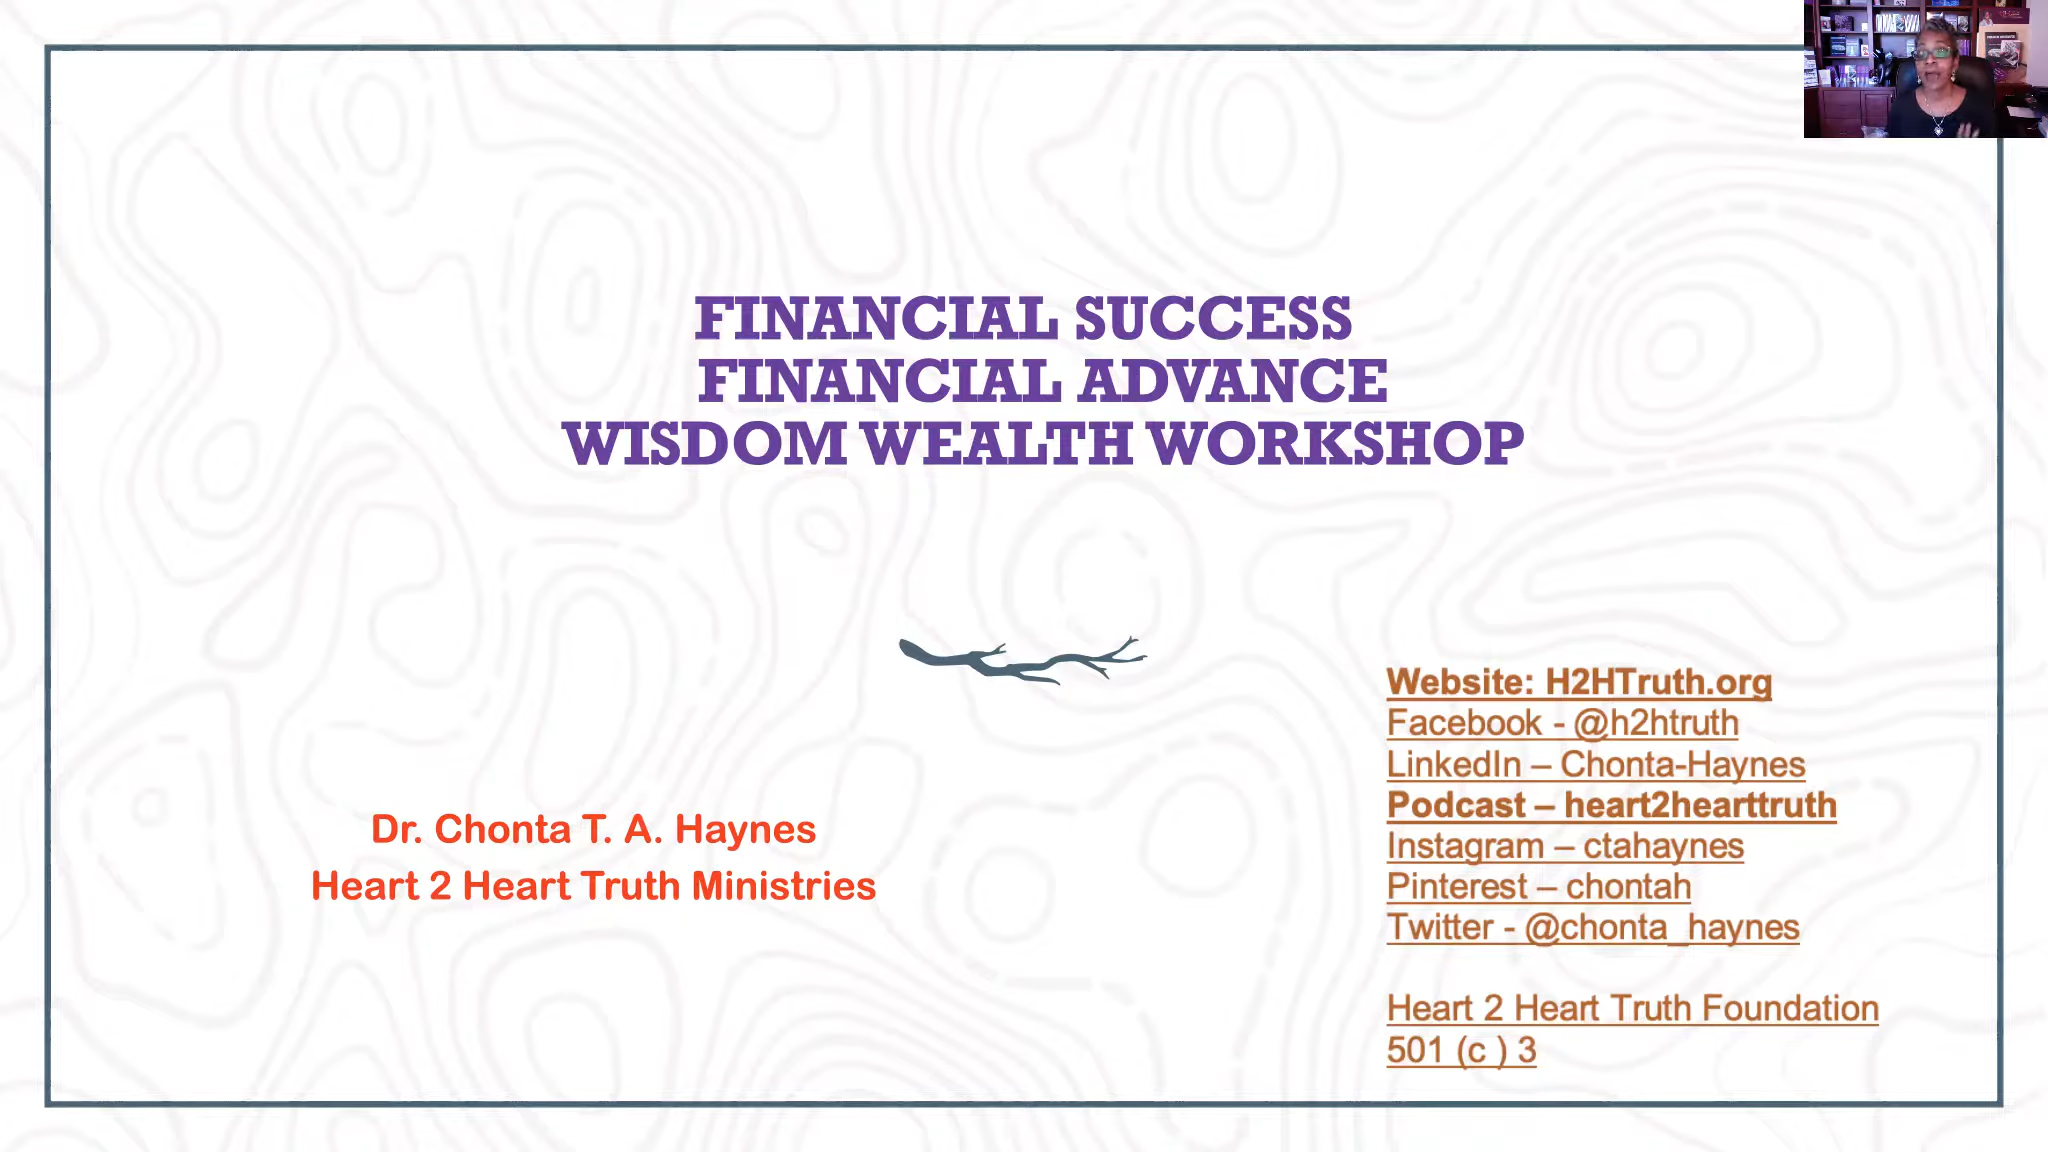 FINANCIAL SUCCESS
FINANCIAL ADVANCE
WISDOM WEALTH WORKSHOP
Dr. Chonta T. A. Haynes
Heart 2 Heart Truth Ministries
Website: H2HTruth.org
Facebook - @h2htruth
LinkedIn – Chonta-Haynes
Podcast – heart2hearttruth
Instagram – ctahaynes
Pinterest – chontah
Twitter - @chonta_haynes
Heart 2 Heart Truth Foundation
501 (c ) 3